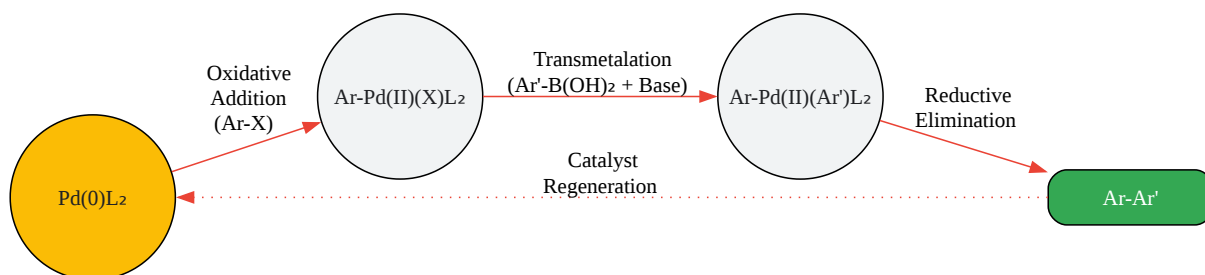 Pd(0)L₂
Oxidative
Addition
(Ar-X)
Ar-Pd(II)(X)L₂
Transmetalation
(Ar'-B(OH)₂ + Base)
Ar-Pd(II)(Ar')L₂
Reductive
Elimination
Ar-Ar'
Catalyst
Regeneration